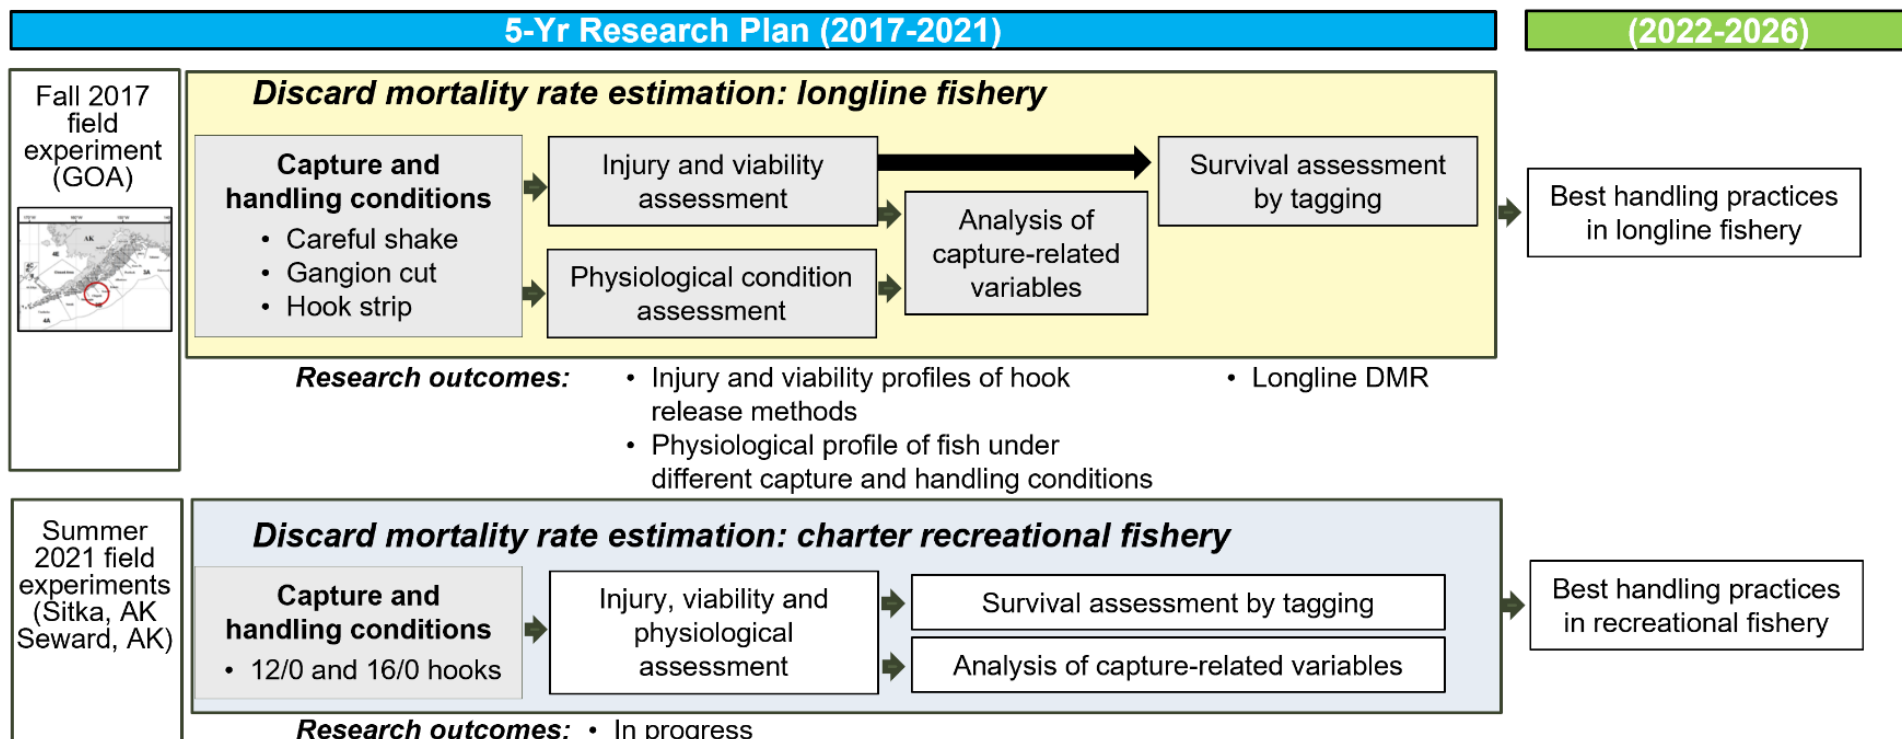 5-Yr Research Plan (2017-2021)
(2022-2026)
Fall 2017
field
experiment
(GOA)
AK
4A
Discard mortality rate estimation: longline fishery
Capture and
handling conditions
• Careful shake
• Gangion cut
• Hook strip
Injury and viability
assessment
Physiological condition
assessment
Analysis of
capture-related
variables
Survival assessment
by tagging
Best handling practices
in longline fishery
Research outcomes:
• Injury and viability profiles of hook
release methods
• Physiological profile of fish under
different capture and handling conditions
• Longline DMR
Summer
2021 field
experiments
(Sitka, AK
Seward, AK)
Discard mortality rate estimation: charter recreational fishery
Capture and
handling conditions
• 12/0 and 16/0 hooks
Injury, viability and
physiological
assessment
Survival assessment by tagging
Analysis of capture-related variables
Best handling practices
in recreational fishery
Research outcomes: • In progress